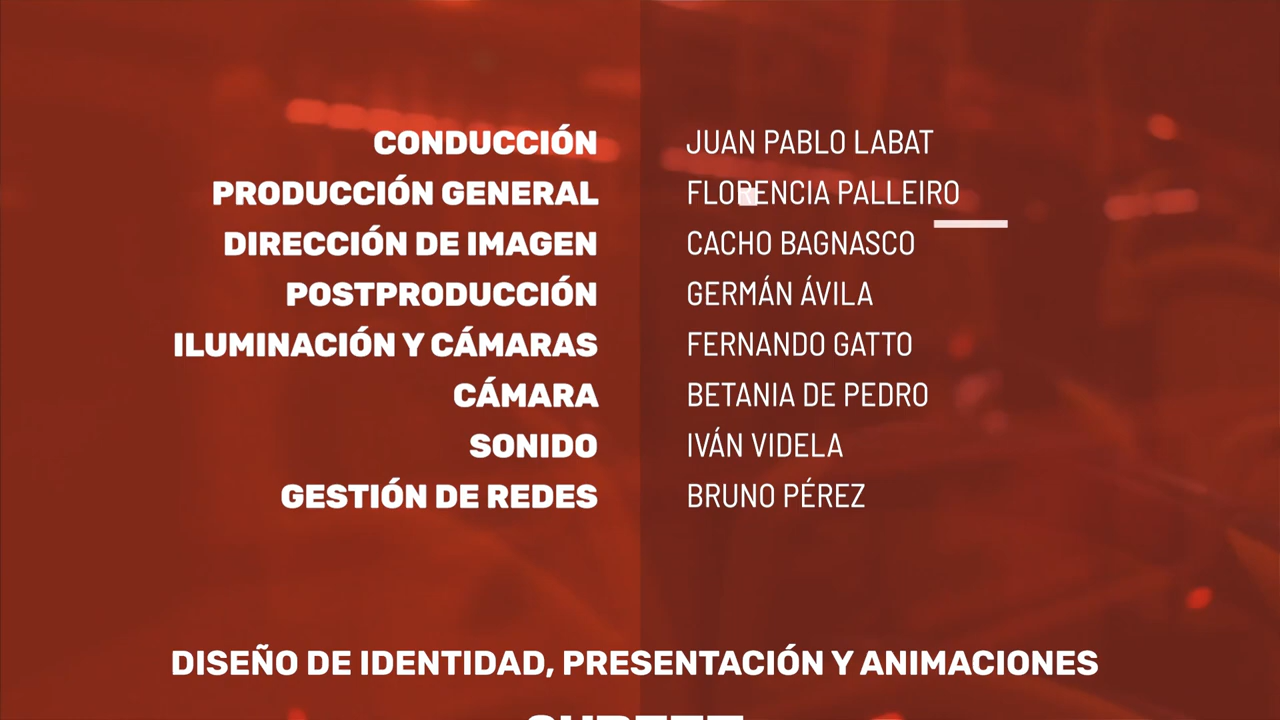 CONDUCCIÓN JUAN PABLO LABAT
PRODUCCIÓN GENERAL FLORENCIA PALLEIRO
DIRECCIÓN DE IMAGEN CACHO BAGNASCO
POSTPRODUCCIÓN GERMÁN ÁVILA
ILUMINACIÓN Y CÁMARAS FERNANDO GATTO
CÁMARA BETANIA DE PEDRO
SONIDO IVÁN VIDELA
GESTIÓN DE REDES BRUNO PÉREZ
DISEÑO DE IDENTIDAD, PRESENTACIÓN Y ANIMACIONES